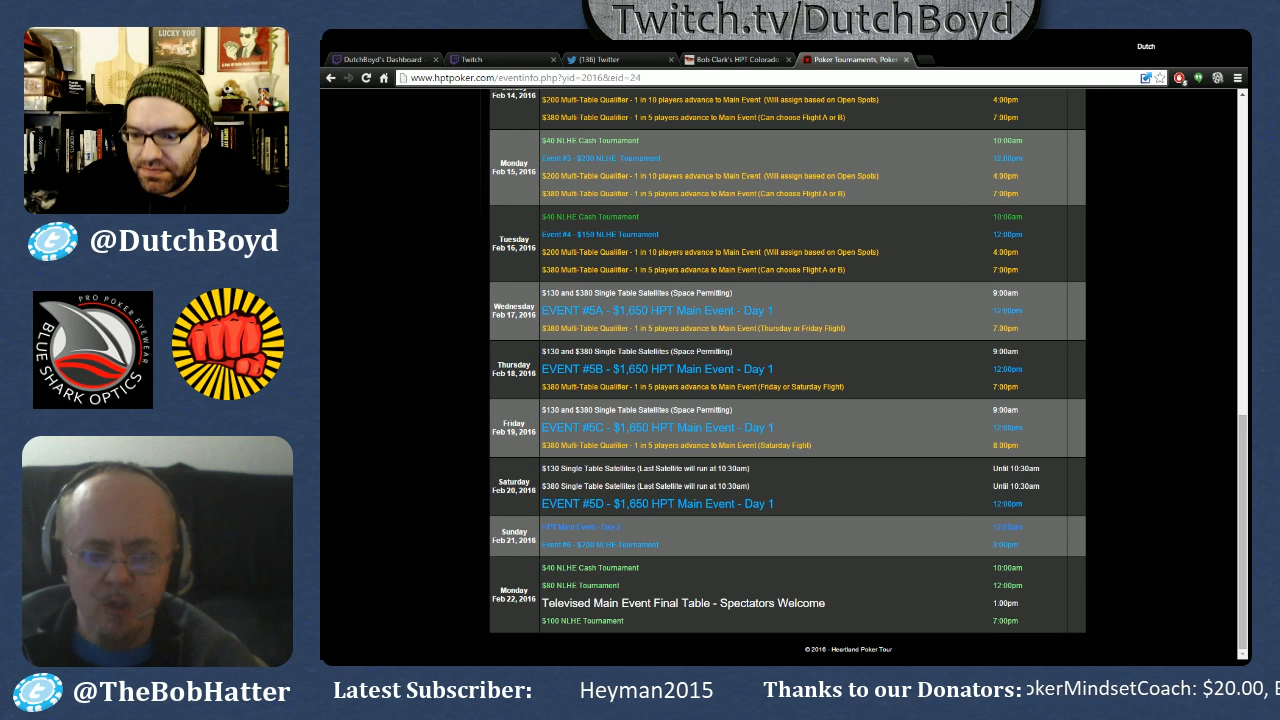 Twitch.tv/DutchBoyd
Dutch
DutchBoyd's Dashboard
Twitch
(136) Twitter
Bob Clark's HPT Colorado
Poker Tournaments, Poker
www.hptpoker.com/eventinfo.php?yid=2016&eid=24
LUCKY YOU
@DutchBoyd
PRO POKER EYEWEAR
BLUE SHARK OPTICS
@TheBobHatter
Feb 14, 2016
$200 Multi-Table Qualifier - 1 in 10 players advance to Main Event (Will assign based on Open Spots) 4:00pm
$380 Multi-Table Qualifier - 1 in 5 players advance to Main Event (Can choose Flight A or B) 7:00pm
Monday
Feb 15, 2016
$40 NLHE Cash Tournament 10:00am
Event #3 - $200 NLHE Tournament 12:00pm
$200 Multi-Table Qualifier - 1 in 10 players advance to Main Event (Will assign based on Open Spots) 4:00pm
$380 Multi-Table Qualifier - 1 in 5 players advance to Main Event (Can choose Flight A or B) 7:00pm
Tuesday
Feb 16, 2016
$40 NLHE Cash Tournament 10:00am
Event #4 - $150 NLHE Tournament 12:00pm
$200 Multi-Table Qualifier - 1 in 10 players advance to Main Event (Will assign based on Open Spots) 4:00pm
$380 Multi-Table Qualifier - 1 in 5 players advance to Main Event (Can choose Flight A or B) 7:00pm
Wednesday
Feb 17, 2016
$130 and $380 Single Table Satellites (Space Permitting) 9:00am
EVENT #5A - $1,650 HPT Main Event - Day 1 12:00pm
$380 Multi-Table Qualifier - 1 in 5 players advance to Main Event (Thursday or Friday Flight) 7:00pm
Thursday
Feb 18, 2016
$130 and $380 Single Table Satellites (Space Permitting) 9:00am
EVENT #5B - $1,650 HPT Main Event - Day 1 12:00pm
$380 Multi-Table Qualifier - 1 in 5 players advance to Main Event (Friday or Saturday Flight) 7:00pm
Friday
Feb 19, 2016
$130 and $380 Single Table Satellites (Space Permitting) 9:00am
EVENT #5C - $1,650 HPT Main Event - Day 1 12:00pm
$380 Multi-Table Qualifier - 1 in 5 players advance to Main Event (Saturday Fight) 8:00pm
Saturday
Feb 20, 2016
$130 Single Table Satellites (Last Satellite will run at 10:30am) Until 10:30am
$380 Single Table Satellites (Last Satellite will run at 10:30am) Until 10:30am
EVENT #5D - $1,650 HPT Main Event - Day 1 12:00pm
Sunday
Feb 21, 2016
HPT Main Event - Day 2 12:00pm
Event #6 - $200 NLHE Tournament 3:00pm
Monday
Feb 22, 2016
$40 NLHE Cash Tournament 10:00am
$80 NLHE Tournament 12:00pm
Televised Main Event Final Table - Spectators Welcome 1:00pm
$100 NLHE Tournament 7:00pm
© 2016 - Heartland Poker Tour
Latest Subscriber: Heyman2015 Thanks to our Donators: okerMindsetCoach: $20.00, E